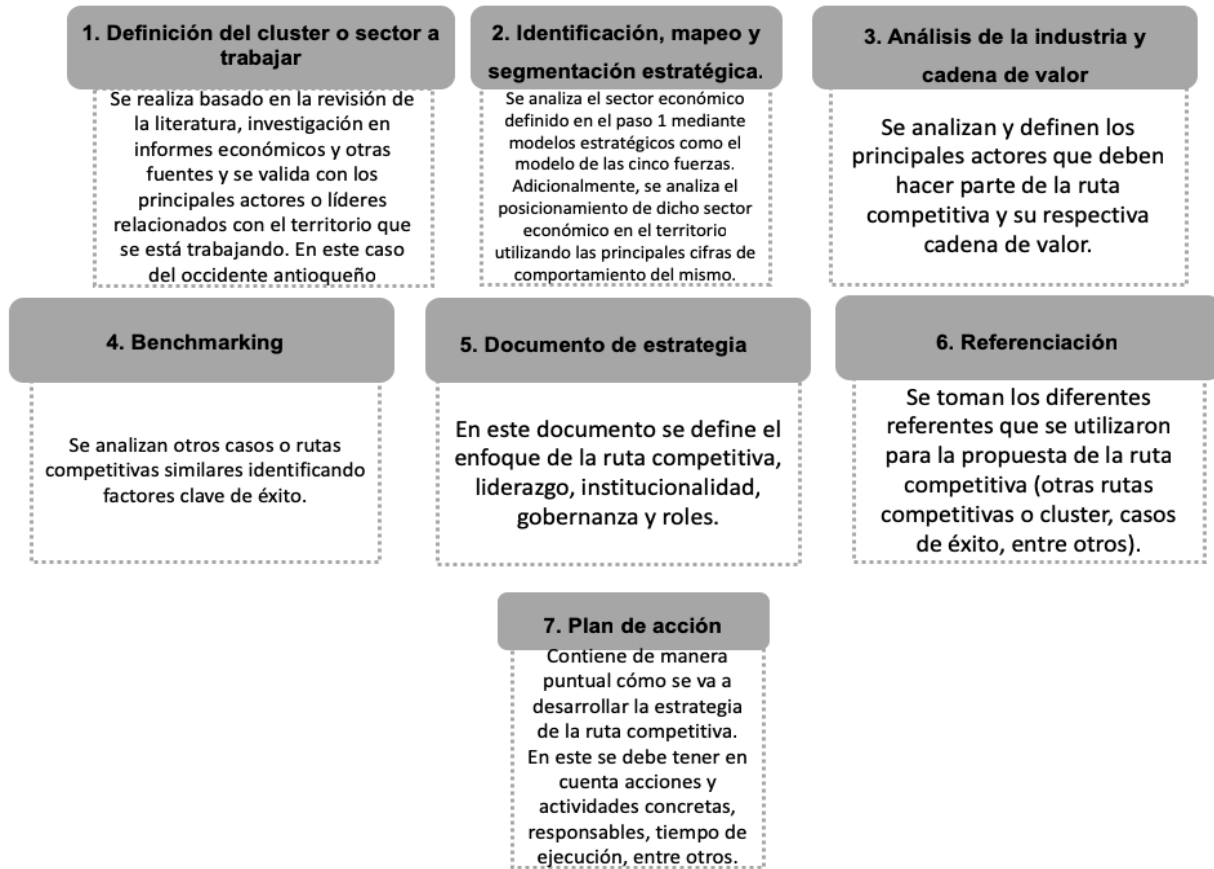 1. Definición del cluster o sector a
trabajar
Se realiza basado en la revisión de
la literatura, investigación en
informes económicos y otras
fuentes y se valida con los
principales actores o líderes
relacionados con el territorio que
se está trabajando. En este caso
del occidente antioqueño
2. Identificación, mapeo y
segmentación estratégica.
Se analiza el sector económico
definido en el paso 1 mediante
modelos estratégicos como el
modelo de las cinco fuerzas.
Adicionalmente, se analiza el
posicionamiento de dicho sector
económico en el territorio
utilizando las principales cifras de
comportamiento del mismo.
3. Análisis de la industria y
cadena de valor
Se analizan y definen los
principales actores que deben
hacer parte de la ruta
competitiva y su respectiva
cadena de valor.
4. Benchmarking
Se analizan otros casos o rutas
competitivas similares identificando
factores clave de éxito.
5. Documento de estrategia
En este documento se define el
enfoque de la ruta competitiva,
liderazgo, institucionalidad,
gobernanza y roles.
6. Referenciación
Se toman los diferentes
referentes que se utilizaron
para la propuesta de la ruta
competitiva (otras rutas
competitivas o cluster, casos
de éxito, entre otros).
7. Plan de acción
Contiene de manera
puntual cómo se va a
desarrollar la estrategia
de la ruta competitiva.
En este se debe tener en
cuenta acciones y
actividades concretas,
responsables, tiempo de
ejecución, entre otros.